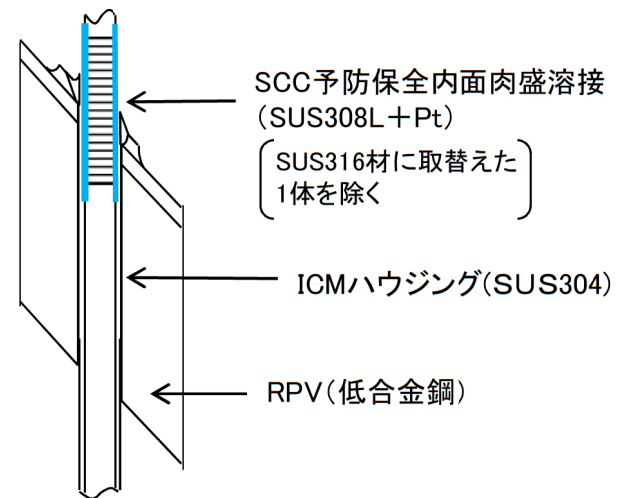 SCC予防保全内面肉盛溶接
(SUS308L＋Pt)
SUS316材に取替えた
1体を除く
ICMハウジング(ＳＵＳ304)
RPV(低合金鋼)